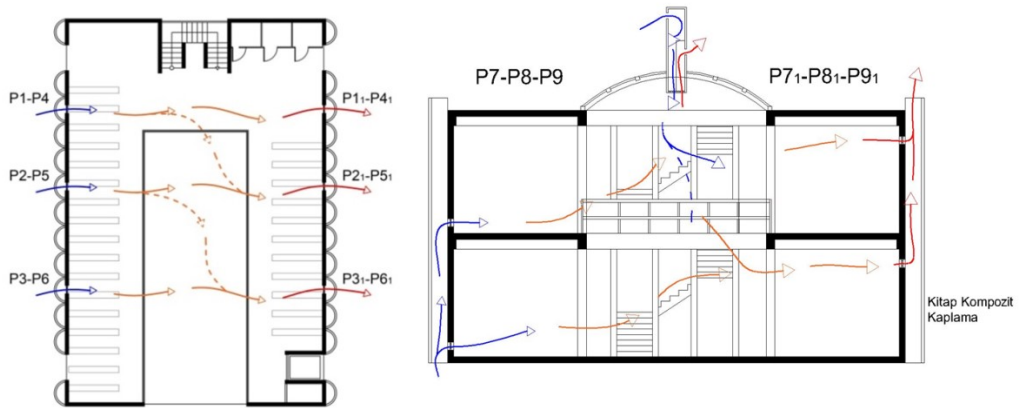 P1-P4
P1₁-P4₁
P2-P5
P2₁-P5₁
P3-P6
P3₁-P6₁
P7-P8-P9
P7₁-P8₁-P9₁
Kitap Kompozit
Kaplama